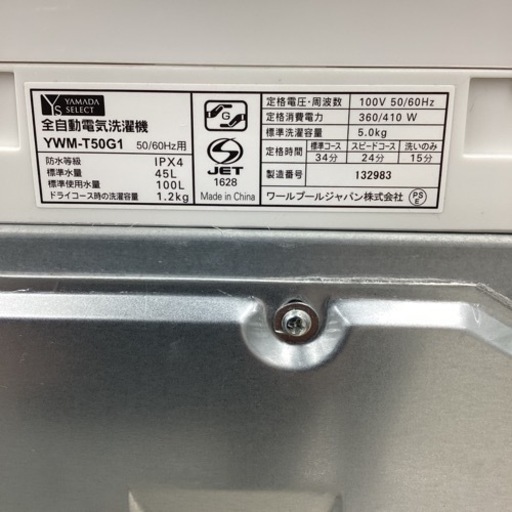 YS YAMADA SELECT
全自動電気洗濯機
YWM-T50G1 50/60Hz用
防水等級 IPX4
標準水量 45L
標準使用水量 100L
ドライコース時の洗濯容量 1.2kg
JET
1628
Made in China
定格電圧・周波数 100V 50/60Hz
定格消費電力 360/410 W
標準洗濯容量 5.0kg
定格時間 標準コース スピードコース 洗いのみ
34分 24分 15分
製造番号 132983
ワールプールジャパン株式会社 PSE